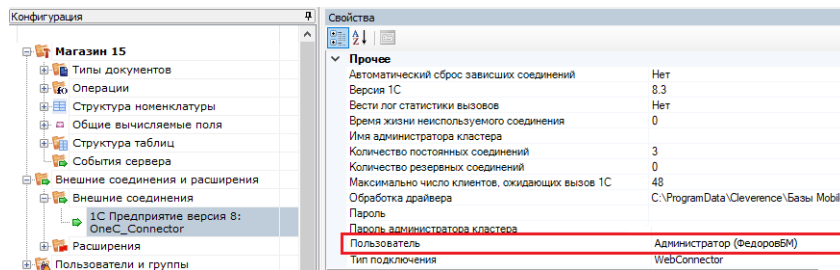 Конфигурация
Магазин 15
Типы документов
Операции
Структура номенклатуры
Общие вычисляемые поля
Структура таблиц
События сервера
Внешние соединения и расширения
Внешние соединения
1С Предприятие версия 8:
OneC_Connector
Расширения
Пользователи и группы
Свойства
Прочее
Автоматический сброс зависших соединений Нет
Версия 1С 8.3
Вести лог статистики вызовов Нет
Время жизни неиспользуемого соединения 0
Имя администратора кластера
Количество постоянных соединений 3
Количество резервных соединений 0
Максимально число клиентов, ожидающих вызов 1С 48
Обработка драйвера C:\ProgramData\Cleverence\Базы Mobil
Пароль
Пароль администратора кластера
Пользователь Администратор (ФедоровБМ)
Тип подключения WebConnector